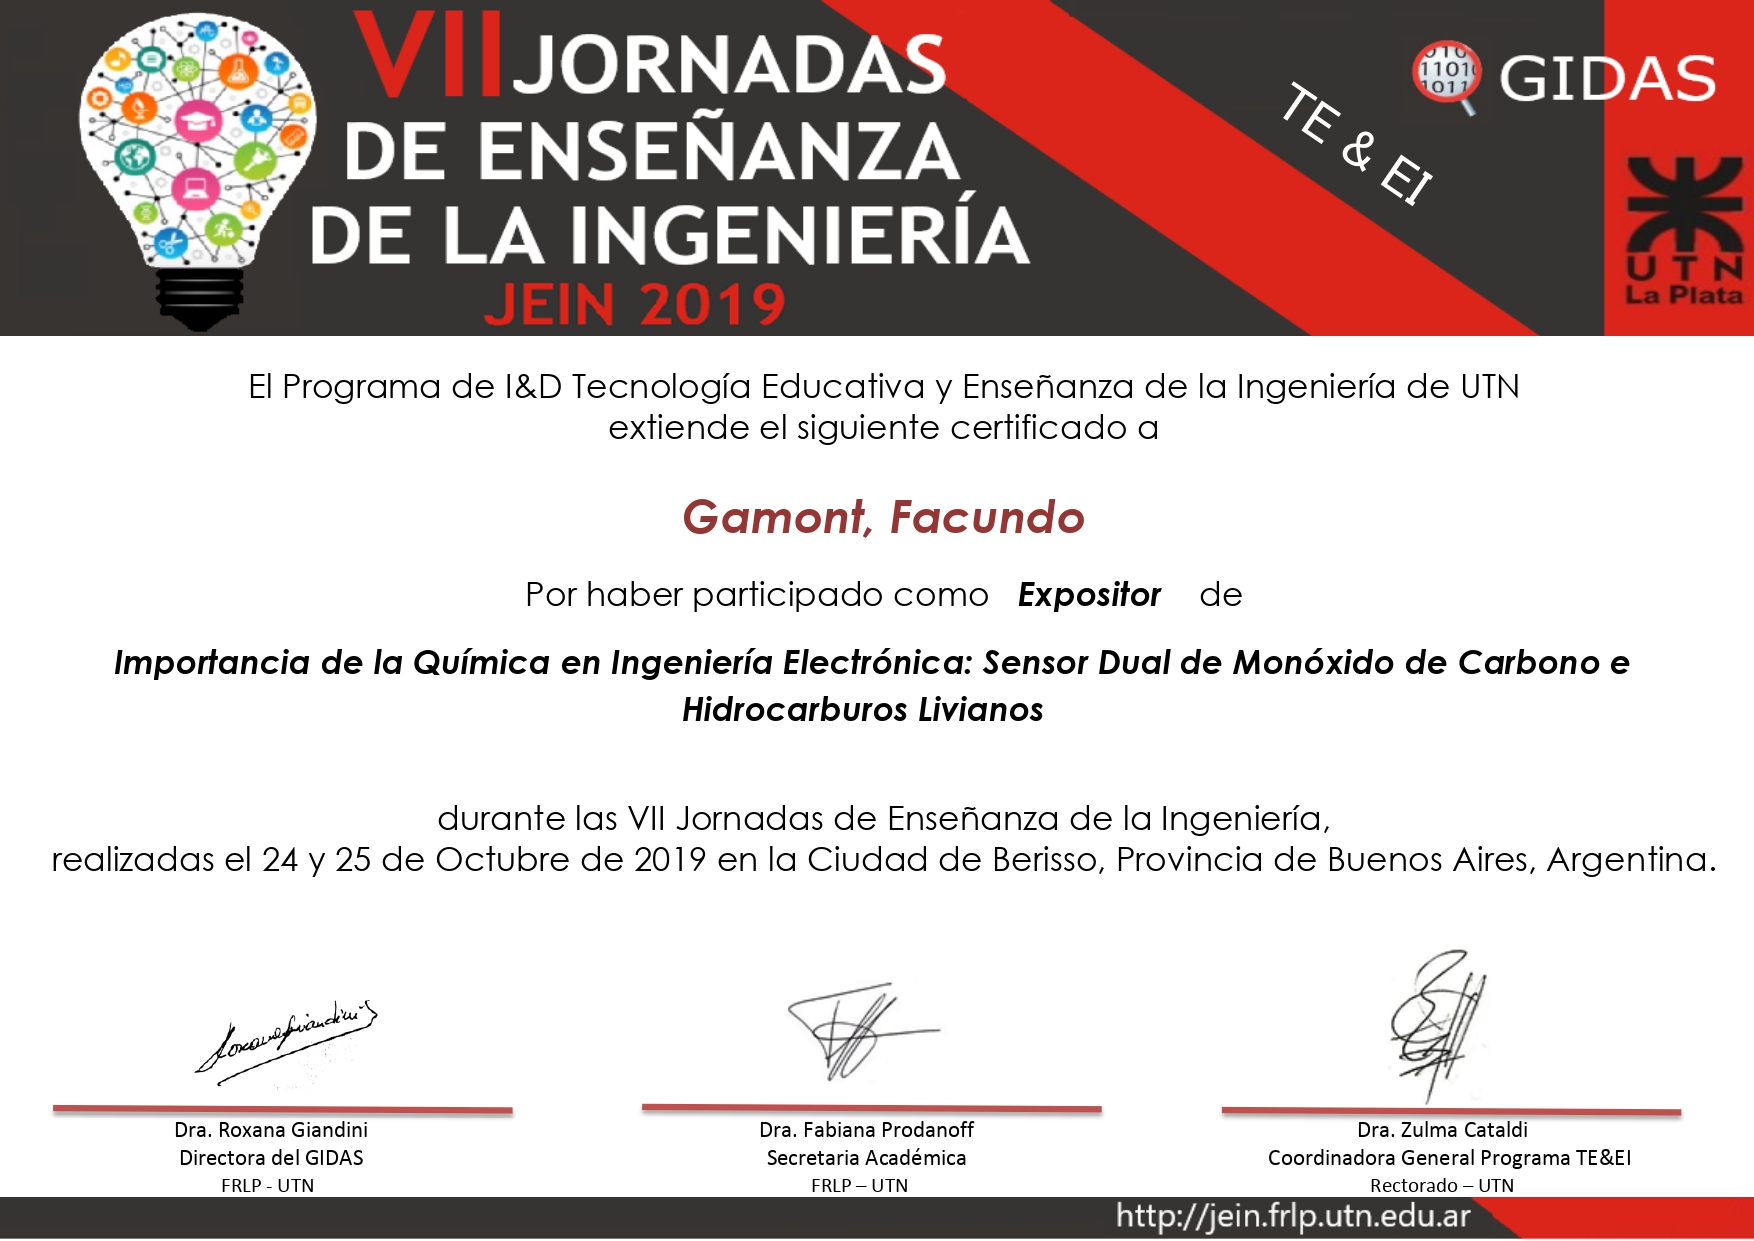 VII JORNADAS
DE ENSEÑANZA
DE LA INGENIERÍA
JEIN 2019
TE & EI
GIDAS
UTN
La Plata
El Programa de I&D Tecnología Educativa y Enseñanza de la Ingeniería de UTN
extiende el siguiente certificado a
Gamont, Facundo
Por haber participado como Expositor de
Importancia de la Química en Ingeniería Electrónica: Sensor Dual de Monóxido de Carbono e
Hidrocarburos Livianos
durante las VII Jornadas de Enseñanza de la Ingeniería,
realizadas el 24 y 25 de Octubre de 2019 en la Ciudad de Berisso, Provincia de Buenos Aires, Argentina.
Dra. Roxana Giandini
Directora del GIDAS
FRLP - UTN
Dra. Fabiana Prodanoff
Secretaria Académica
FRLP – UTN
Dra. Zulma Cataldi
Coordinadora General Programa TE&EI
Rectorado – UTN
http://jein.frlp.utn.edu.ar